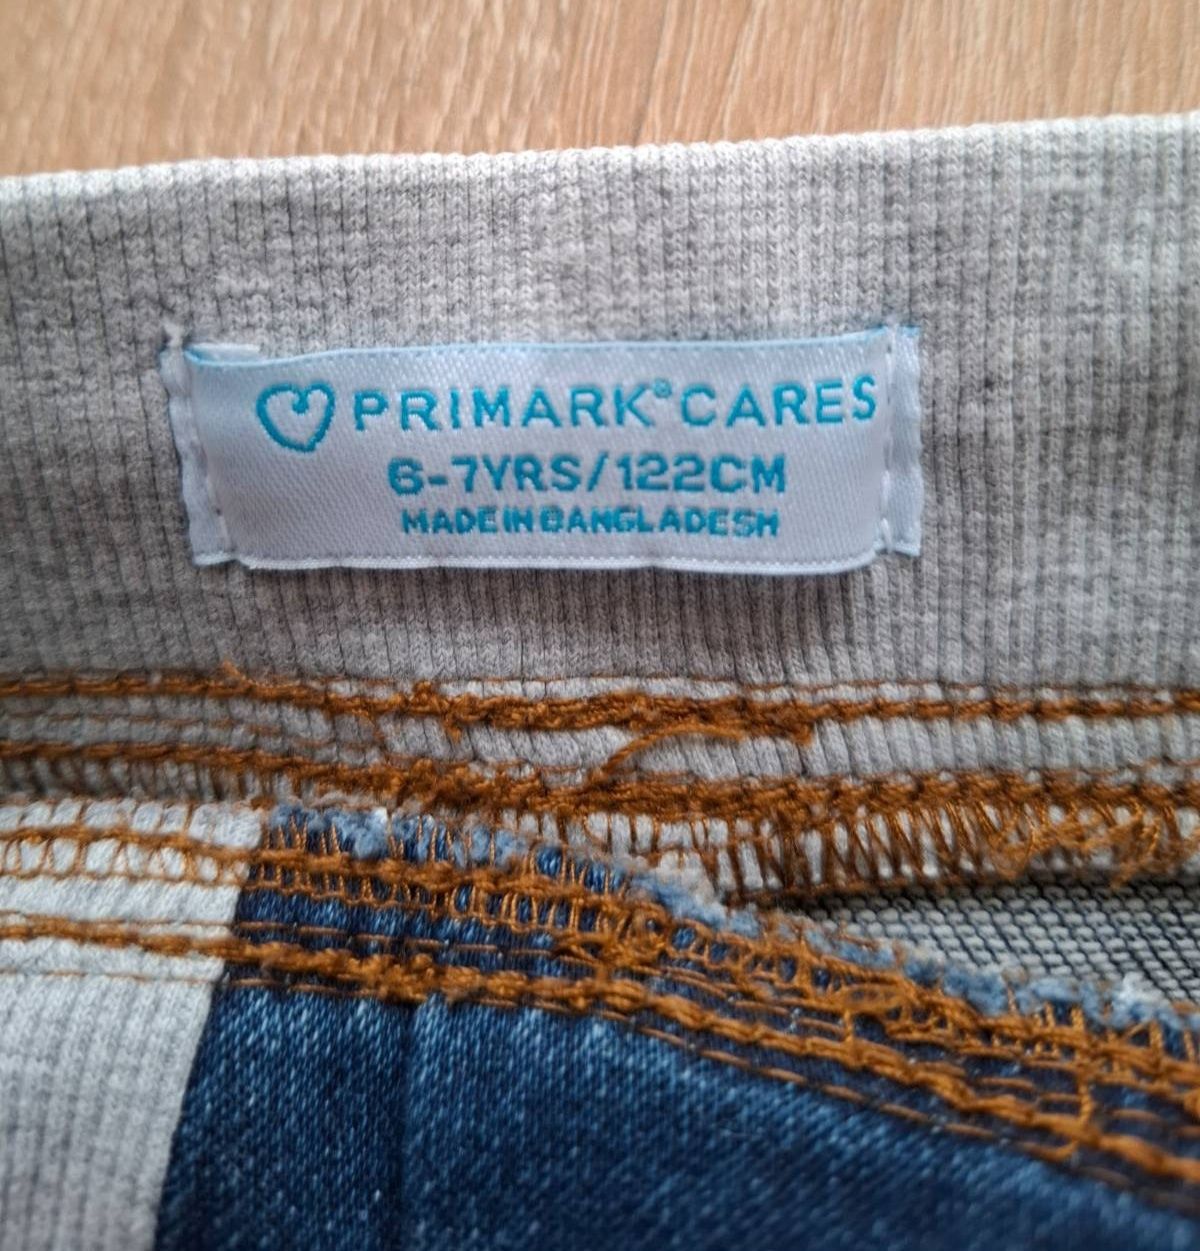 PRIMARK® CARES
6-7YRS/122CM
MADE IN BANGLADESH